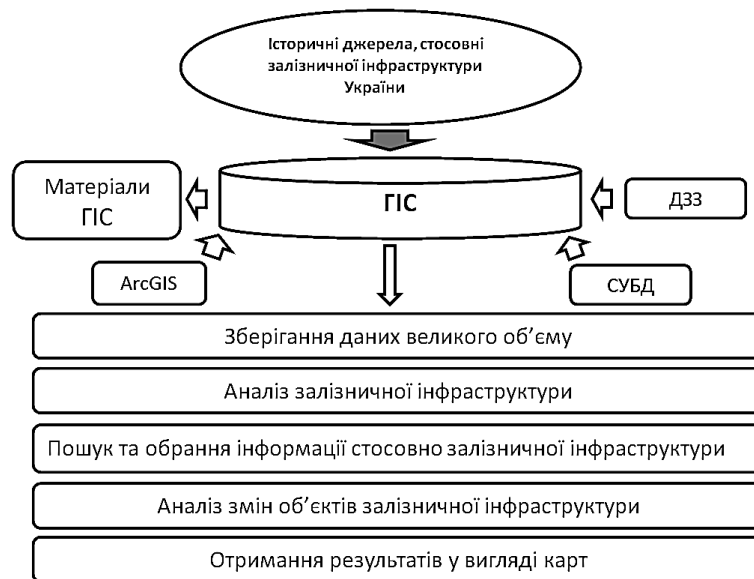 Історичні джерела, стосовні
залізничної інфраструктури
України
Матеріали
ГІС
ГІС
ДЗЗ
ArcGIS
СУБД
Зберігання даних великого об’єму
Аналіз залізничної інфраструктури
Пошук та обрання інформації стосовно залізничної інфраструктури
Аналіз змін об’єктів залізничної інфраструктури
Отримання результатів у вигляді карт